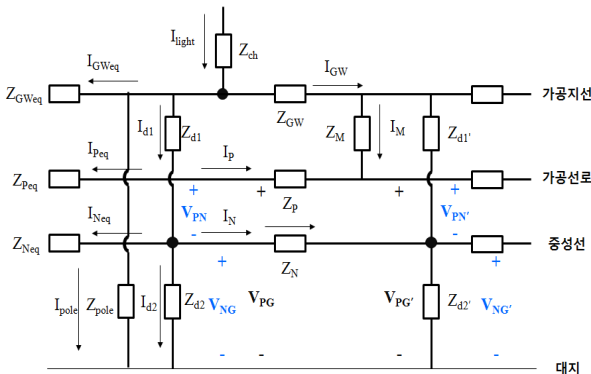 I_light
Z_ch
I_GWeq
I_GW
Z_GWeq
가공지선
Z_GW
I_d1
Z_d1
Z_M
I_M
Z_d1'
I_Peq
I_P
Z_Peq
가공선로
+
+
Z_P
+
+
V_PN
V_PN'
I_Neq
I_N
-
-
Z_Neq
중성선
+
Z_N
+
I_pole
Z_pole
I_d2
Z_d2
V_NG
V_PG
V_PG'
Z_d2'
V_NG'
-
-
-
-
대지